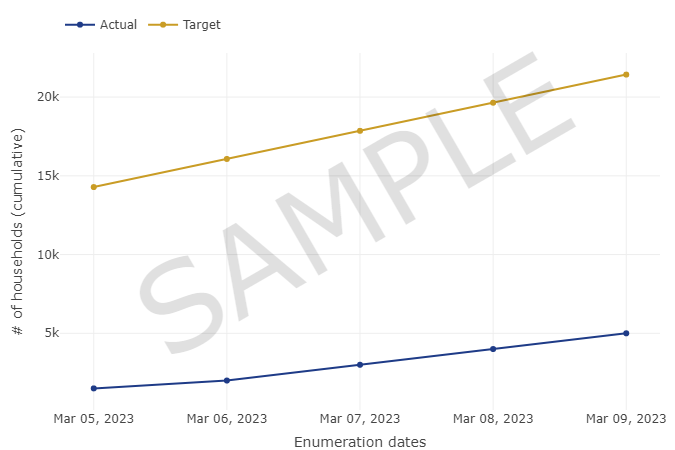 Actual Target
# of households (cumulative)
20k
15k
10k
5k
SAMPLE
Mar 05, 2023 Mar 06, 2023 Mar 07, 2023 Mar 08, 2023 Mar 09, 2023
Enumeration dates